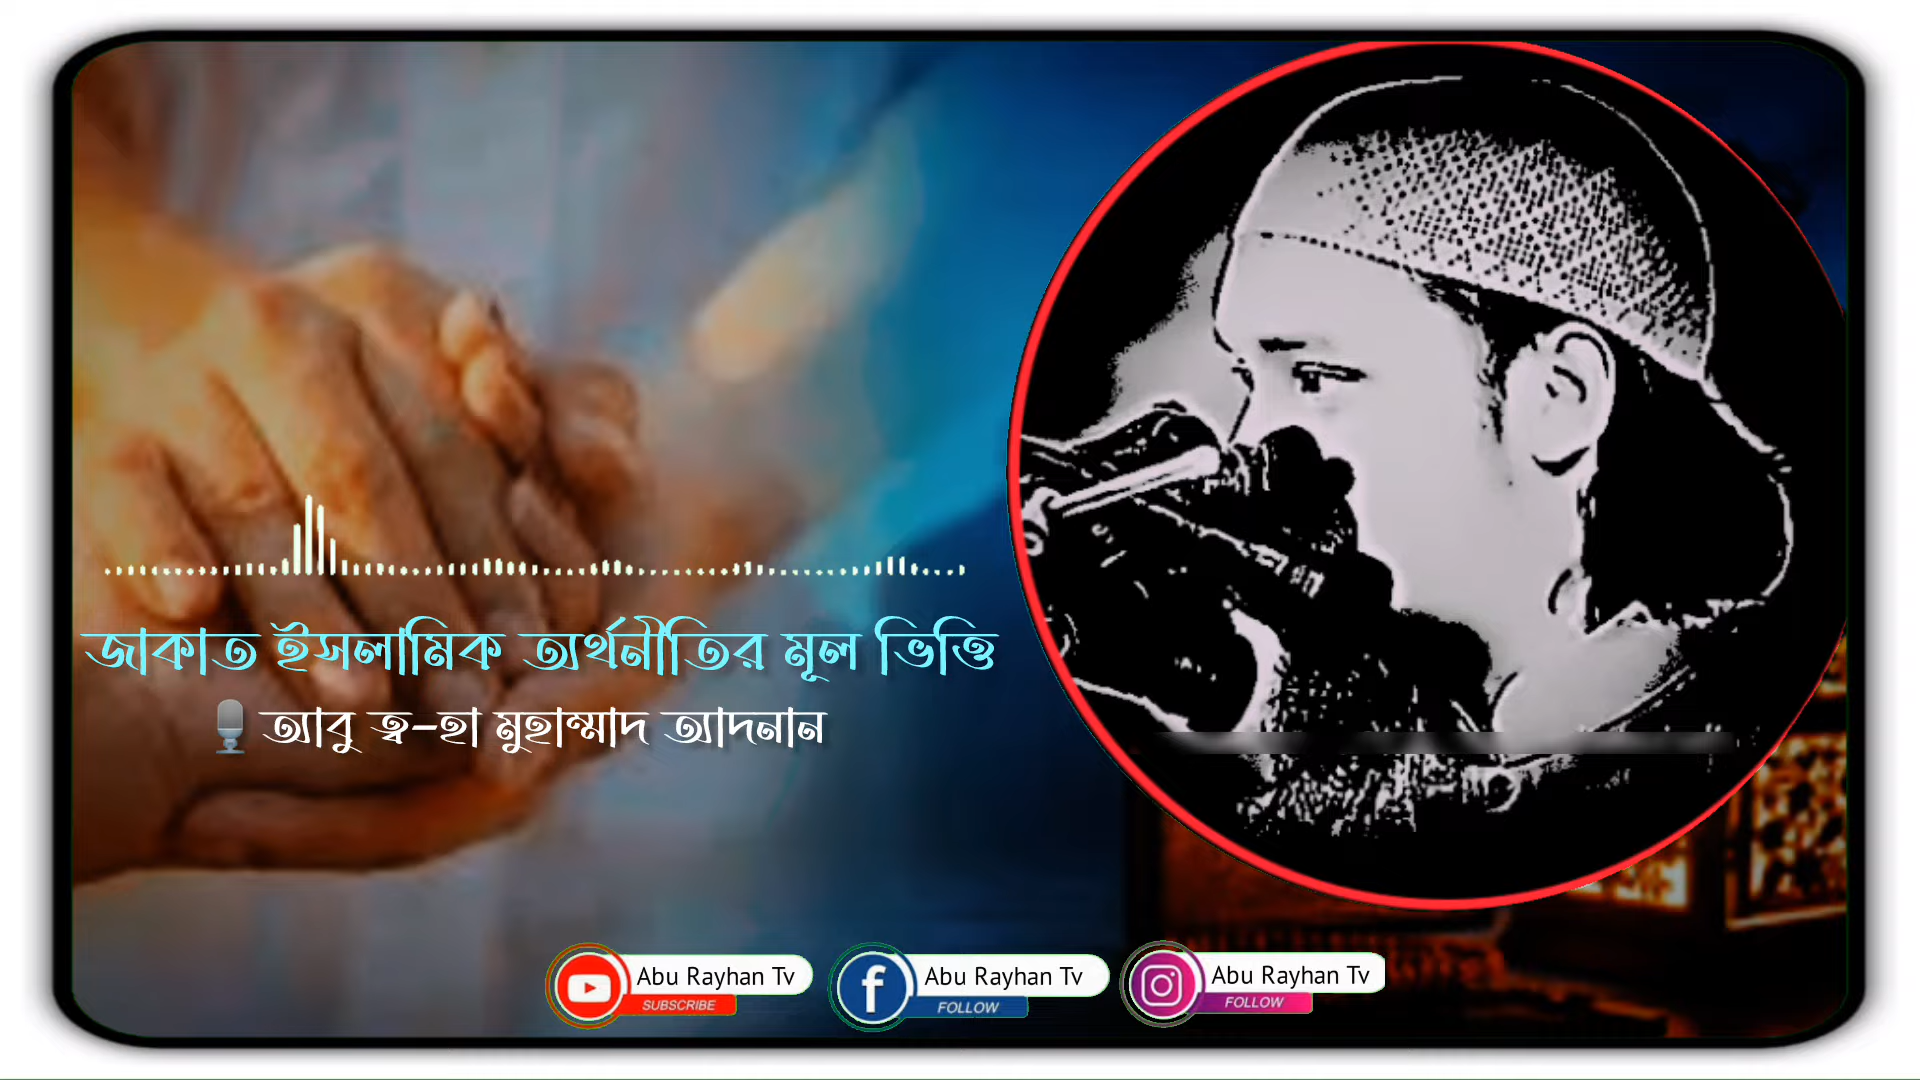 জাকাত ইসলামিক অর্থনীতির মূল ভিত্তি
আবু ত্ব-হা মুহাম্মাদ আদনান
Abu Rayhan Tv
SUBSCRIBE
Abu Rayhan Tv
FOLLOW
Abu Rayhan Tv
FOLLOW